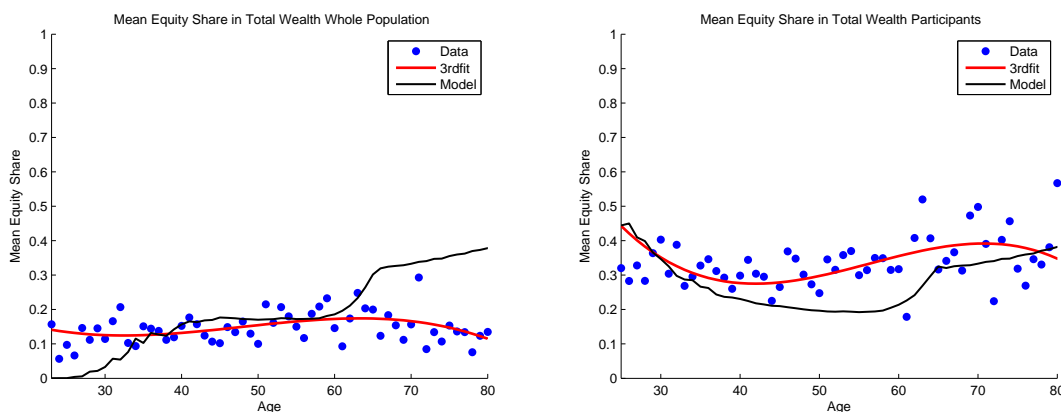 Mean Equity Share in Total Wealth Whole Population
1
0.9
0.8
0.7
0.6
0.5
0.4
0.3
0.2
0.1
0
Mean Equity Share
30
40
50
60
70
80
Age
Data
3rdfit
Model
Mean Equity Share in Total Wealth Participants
1
0.9
0.8
0.7
0.6
0.5
0.4
0.3
0.2
0.1
0
Mean Equity Share
30
40
50
60
70
80
Age
Data
3rdfit
Model